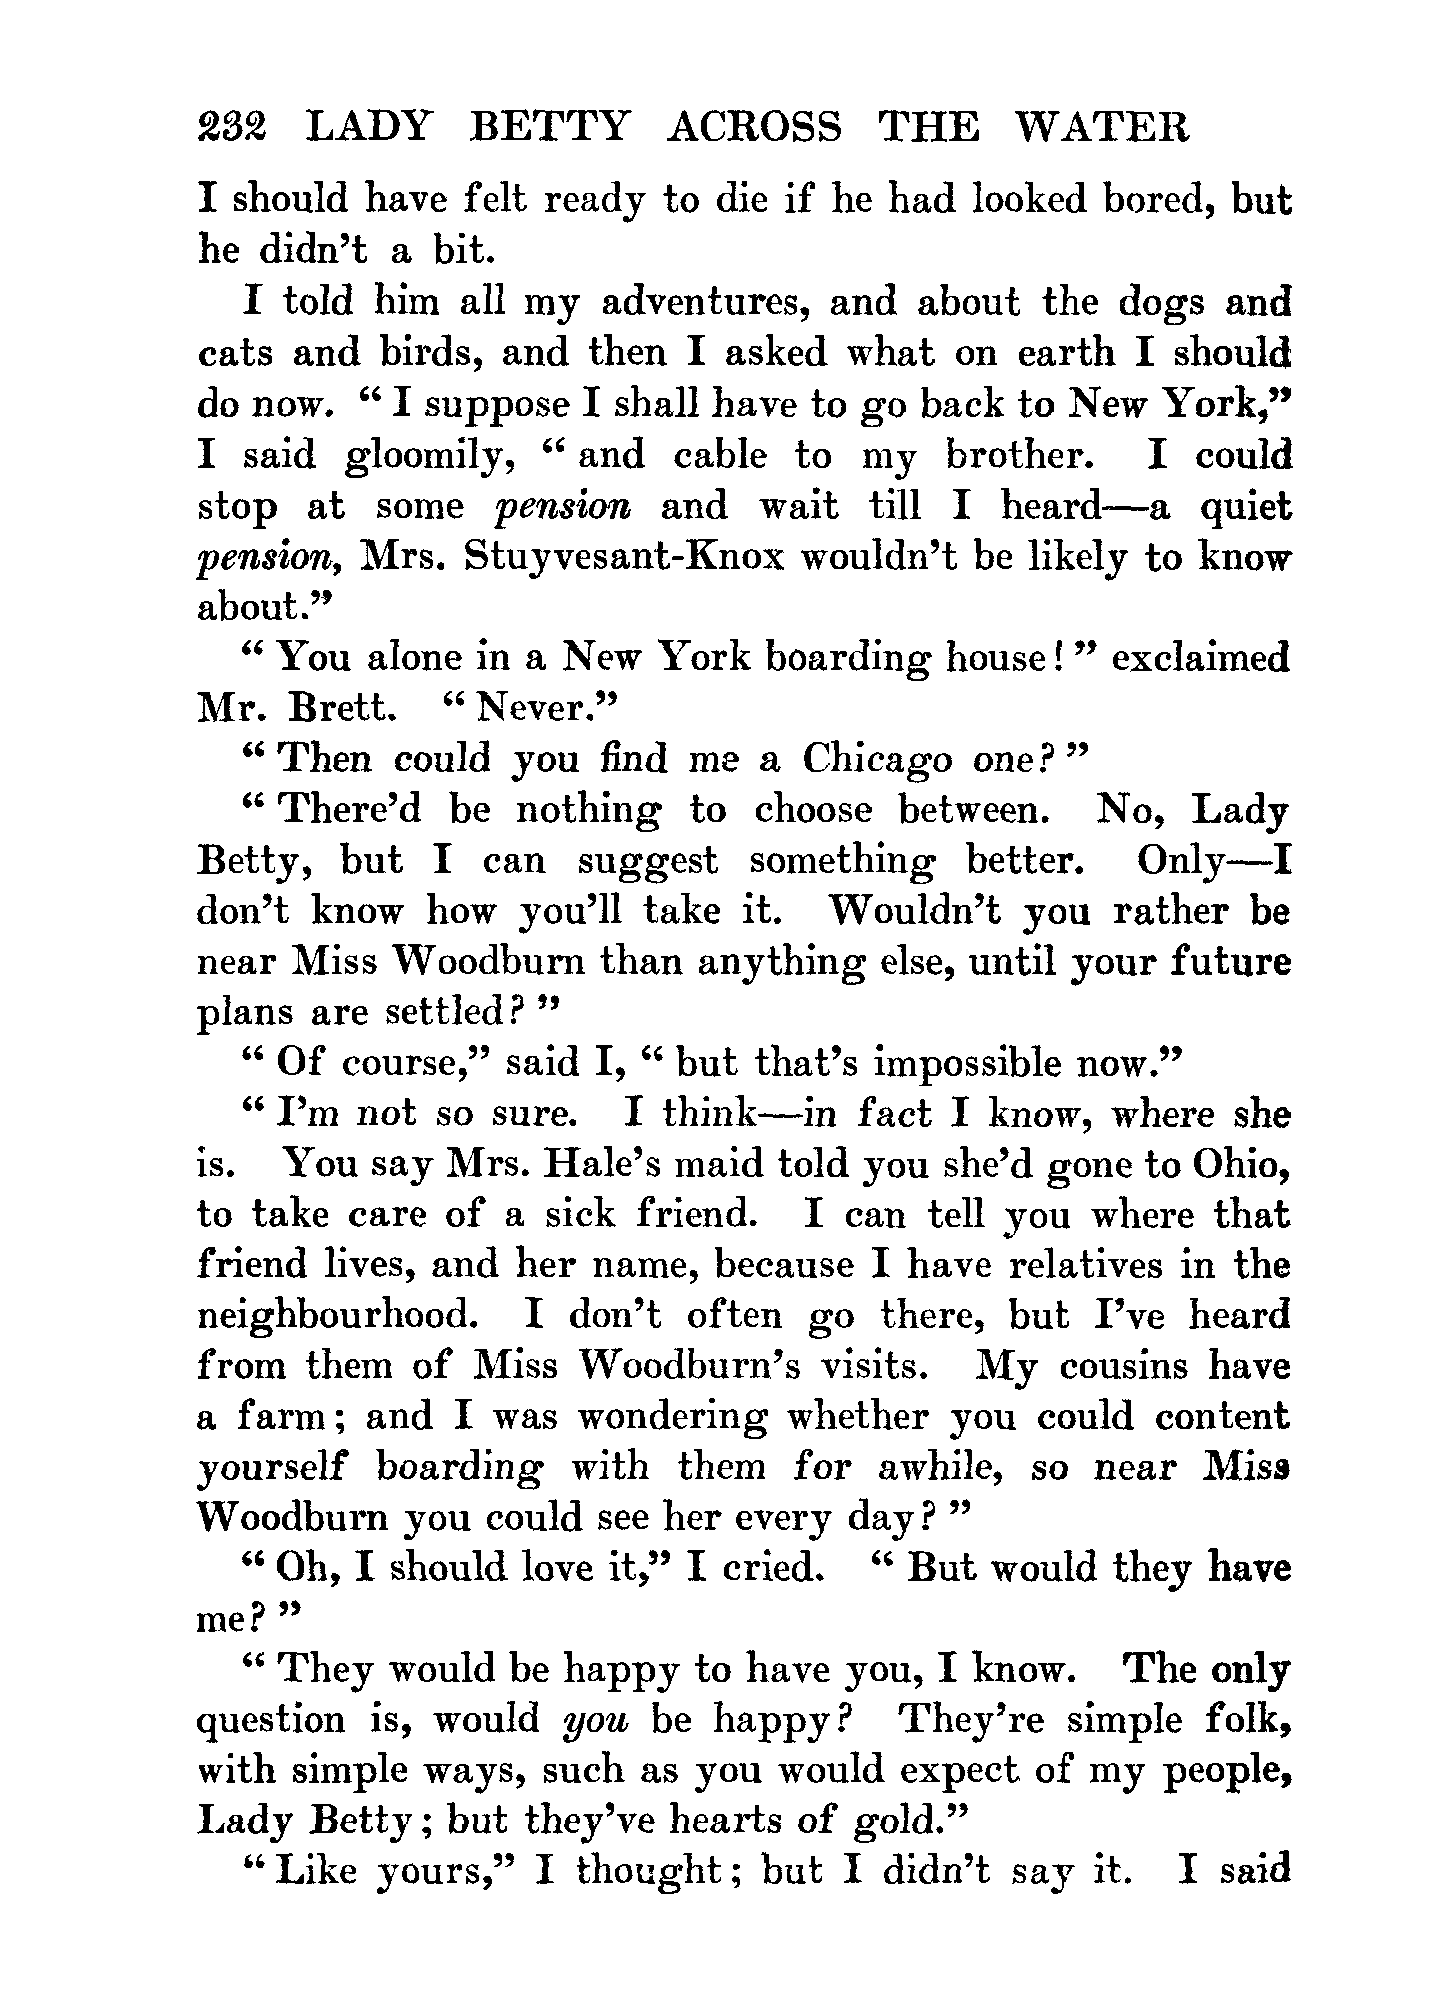 232 LADY BETTY ACROSS THE WATER
I should have felt ready to die if he had looked bored, but
he didn't a bit.
I told him all my adventures, and about the dogs and
cats and birds, and then I asked what on earth I should
do now. " I suppose I shall have to go back to New York,"
I said gloomily, " and cable to my brother. I could
stop at some pension and wait till I heard—a quiet
pension, Mrs. Stuyvesant-Knox wouldn't be likely to know
about."
" You alone in a New York boarding house ! " exclaimed
Mr. Brett. " Never."
" Then could you find me a Chicago one? "
" There'd be nothing to choose between. No, Lady
Betty, but I can suggest something better. Only—I
don't know how you'll take it. Wouldn't you rather be
near Miss Woodburn than anything else, until your future
plans are settled? "
" Of course," said I, " but that's impossible now."
" I'm not so sure. I think—in fact I know, where she
is. You say Mrs. Hale's maid told you she'd gone to Ohio,
to take care of a sick friend. I can tell you where that
friend lives, and her name, because I have relatives in the
neighbourhood. I don't often go there, but I've heard
from them of Miss Woodburn's visits. My cousins have
a farm ; and I was wondering whether you could content
yourself boarding with them for awhile, so near Miss
Woodburn you could see her every day? "
" Oh, I should love it," I cried. " But would they have
me? "
" They would be happy to have you, I know. The only
question is, would you be happy? They're simple folk,
with simple ways, such as you would expect of my people,
Lady Betty ; but they've hearts of gold."
" Like yours," I thought ; but I didn't say it. I said